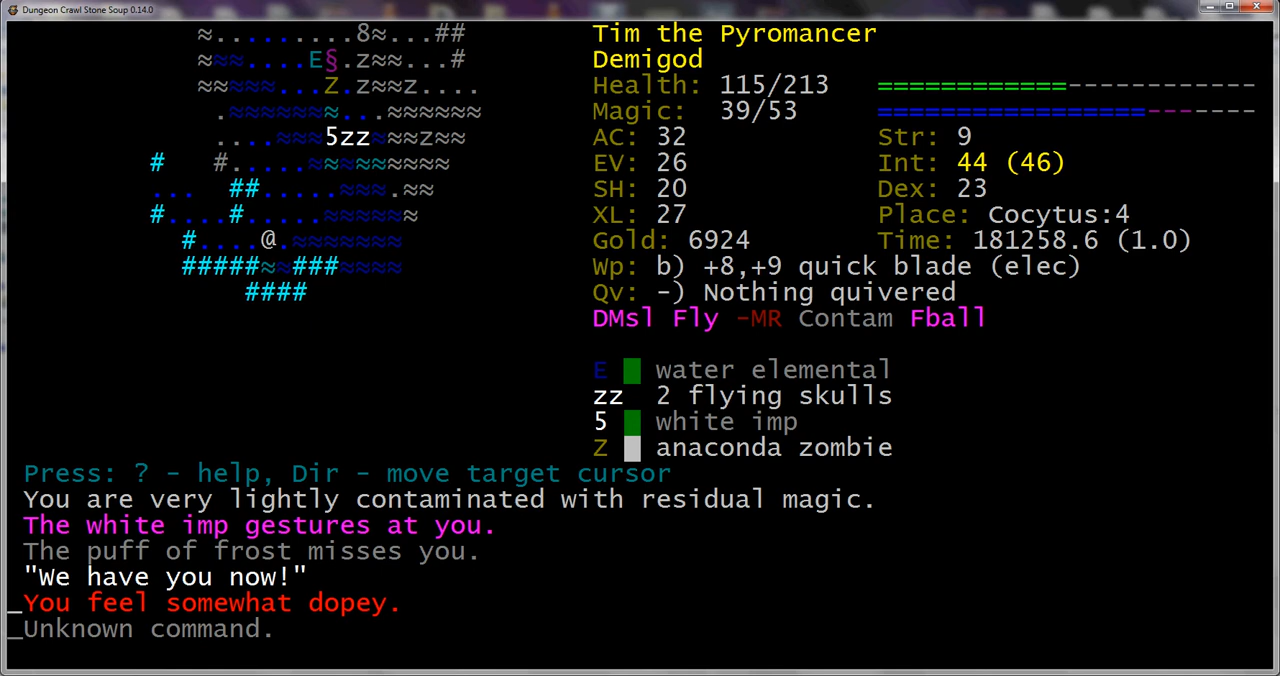 Dungeon Crawl Stone Soup 0.14.0
Tim the Pyromancer
Demigod
Health: 115/213 ============------------
Magic: 39/53 =================---- ---
AC: 32 Str: 9
EV: 26 Int: 44 (46)
SH: 20 Dex: 23
XL: 27 Place: Cocytus:4
Gold: 6924 Time: 181258.6 (1.0)
Wp: b) +8,+9 quick blade (elec)
Qv: -) Nothing quivered
DMsl Fly -MR Contam Fball
≈........8≈...##
≈≈≈....E§.z≈≈...#
≈≈≈≈≈...Z.z≈≈z....
.≈≈≈≈≈≈≈...≈≈≈≈≈≈
....≈≈≈5zz≈≈≈z≈≈
# #.....≈≈≈≈≈≈≈≈≈
... ##.....≈≈≈.≈≈
#....#.....≈≈≈≈≈≈
#....@.≈≈≈≈≈≈≈
#####≈≈###≈≈≈≈
####
E water elemental
zz 2 flying skulls
5 white imp
Z anaconda zombie
Press: ? - help, Dir - move target cursor
You are very lightly contaminated with residual magic.
The white imp gestures at you.
The puff of frost misses you.
"We have you now!"
_You feel somewhat dopey.
_Unknown command.